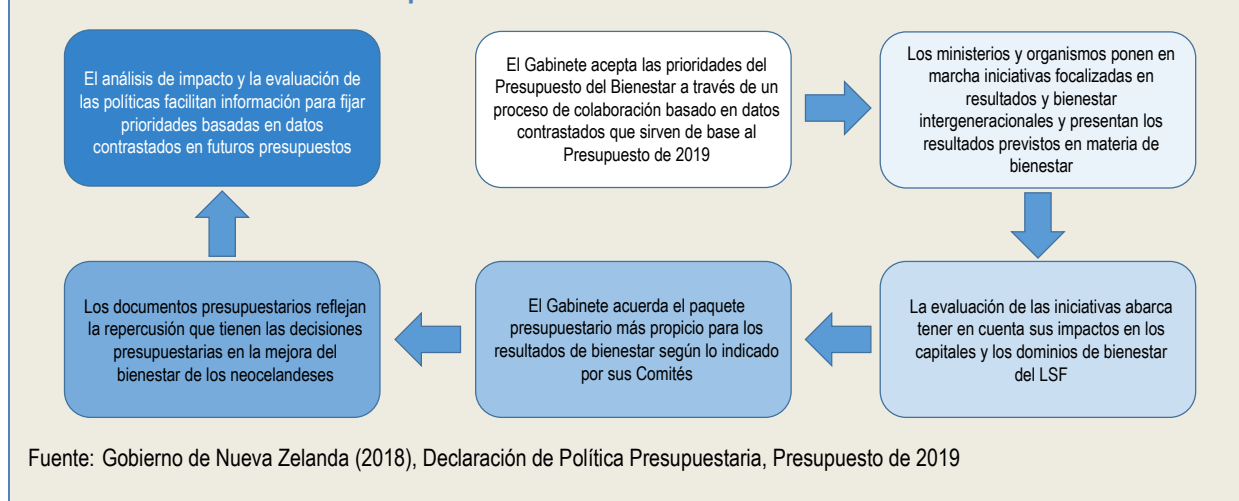 El análisis de impacto y la evaluación de
las políticas facilitan información para fijar
prioridades basadas en datos
contrastados en futuros presupuestos
El Gabinete acepta las prioridades del
Presupuesto del Bienestar a través de un
proceso de colaboración basado en datos
contrastados que sirven de base al
Presupuesto de 2019
Los ministerios y organismos ponen en
marcha iniciativas focalizadas en
resultados y bienestar
intergeneracionales y presentan los
resultados previstos en materia de
bienestar
Los documentos presupuestarios reflejan
la repercusión que tienen las decisiones
presupuestarias en la mejora del
bienestar de los neocelandeses
El Gabinete acuerda el paquete
presupuestario más propicio para los
resultados de bienestar según lo indicado
por sus Comités
La evaluación de las iniciativas abarca
tener en cuenta sus impactos en los
capitales y los dominios de bienestar
del LSF
Fuente: Gobierno de Nueva Zelanda (2018), Declaración de Política Presupuestaria, Presupuesto de 2019